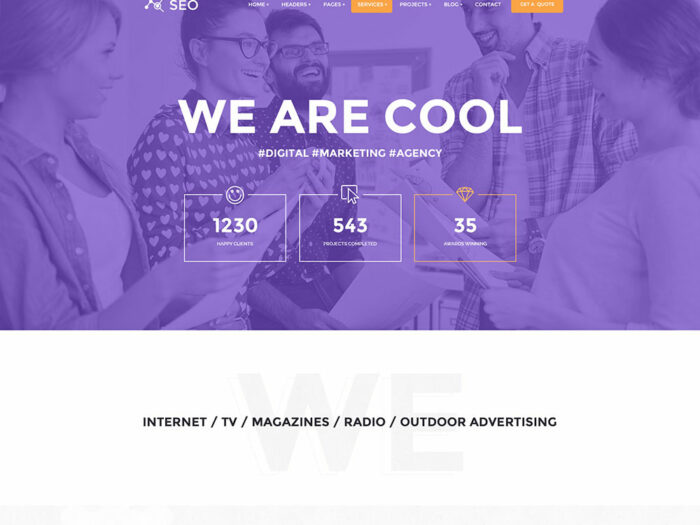 SEO
HOME HEADERS PAGES SERVICES PROJECTS BLOG CONTACT GET A QUOTE
WE ARE COOL
#DIGITAL #MARKETING #AGENCY
1230 543 35
HAPPY CLIENTS PROJECTS COMPLETED AWARDS WINNING
WE
INTERNET / TV / MAGAZINES / RADIO / OUTDOOR ADVERTISING